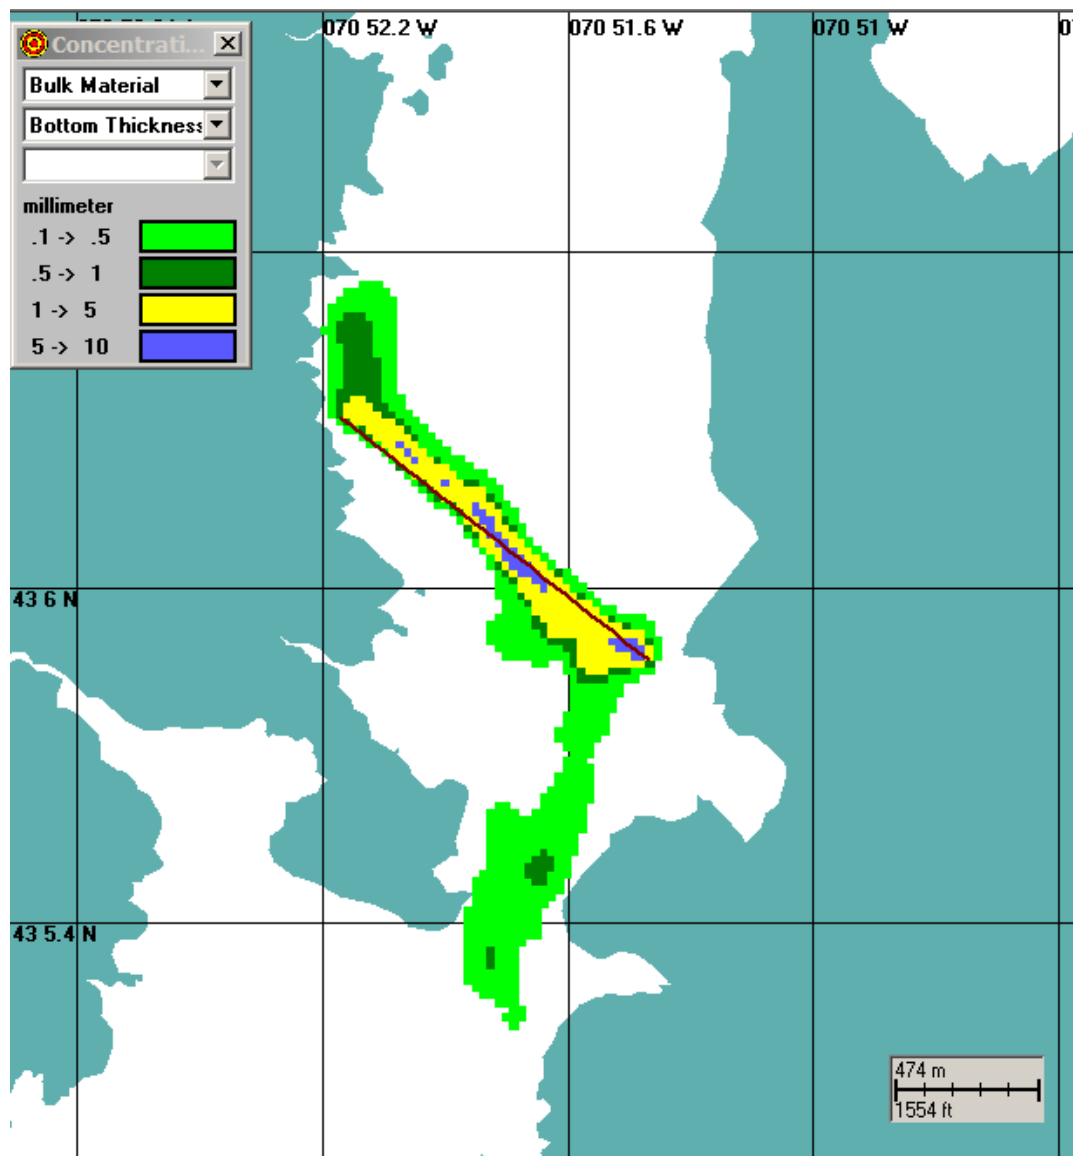 070 52.2 W
070 51.6 W
070 51 W
Concentrati...
Bulk Material
Bottom Thickness
millimeter
.1 -> .5
.5 -> 1
1 -> 5
5 -> 10
43 6 N
43 5.4 N
474 m
1554 ft